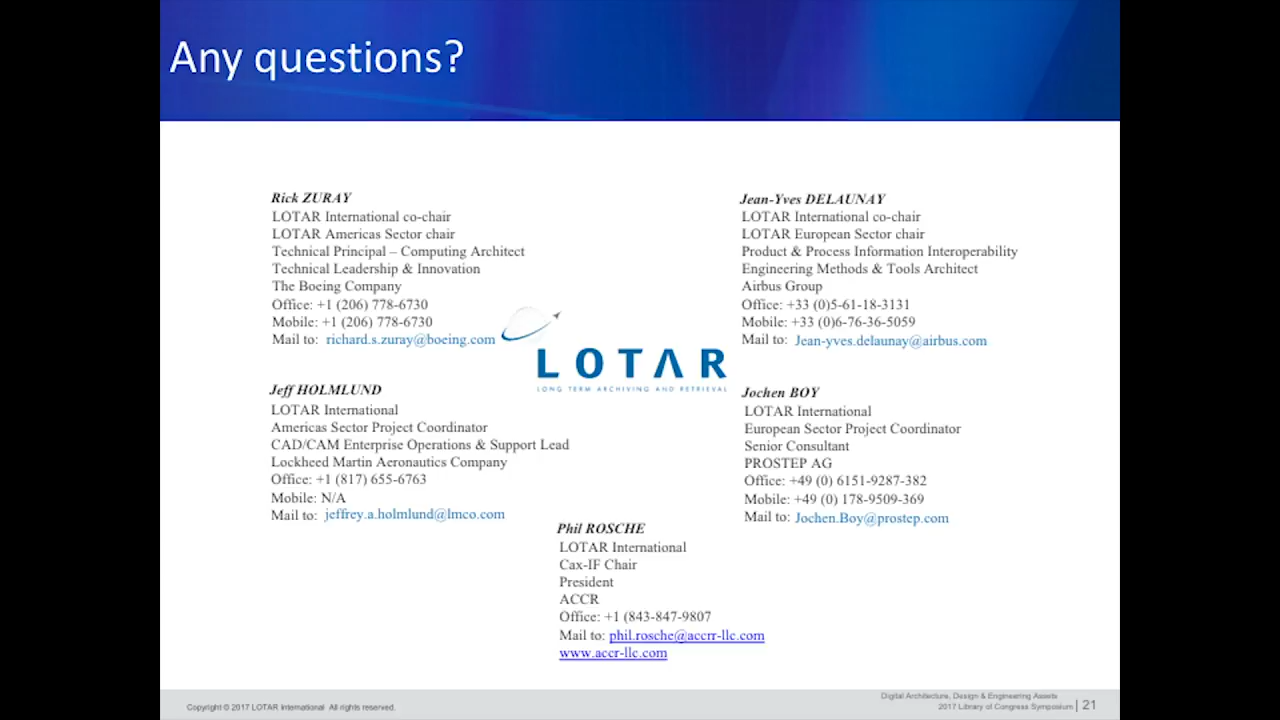 Any questions?
Rick ZURAY
LOTAR International co-chair
LOTAR Americas Sector chair
Technical Principal – Computing Architect
Technical Leadership & Innovation
The Boeing Company
Office: +1 (206) 778-6730
Mobile: +1 (206) 778-6730
Mail to: richard.s.zuray@boeing.com
Jean-Yves DELAUNAY
LOTAR International co-chair
LOTAR European Sector chair
Product & Process Information Interoperability
Engineering Methods & Tools Architect
Airbus Group
Office: +33 (0)5-61-18-3131
Mobile: +33 (0)6-76-36-5059
Mail to: Jean-yves.delaunay@airbus.com
LOTAR
LONG TERM ARCHIVING AND RETRIEVAL
Jeff HOLMLUND
LOTAR International
Americas Sector Project Coordinator
CAD/CAM Enterprise Operations & Support Lead
Lockheed Martin Aeronautics Company
Office: +1 (817) 655-6763
Mobile: N/A
Mail to: jeffrey.a.holmlund@lmco.com
Jochen BOY
LOTAR International
European Sector Project Coordinator
Senior Consultant
PROSTEP AG
Office: +49 (0) 6151-9287-382
Mobile: +49 (0) 178-9509-369
Mail to: Jochen.Boy@prostep.com
Phil ROSCHE
LOTAR International
Cax-IF Chair
President
ACCR
Office: +1 (843-847-9807
Mail to: phil.rosche@accrr-llc.com
www.accr-llc.com
Copyright © 2017 LOTAR International All rights reserved.
Digital Architecture, Design & Engineering Assets
2017 Library of Congress Symposium | 21